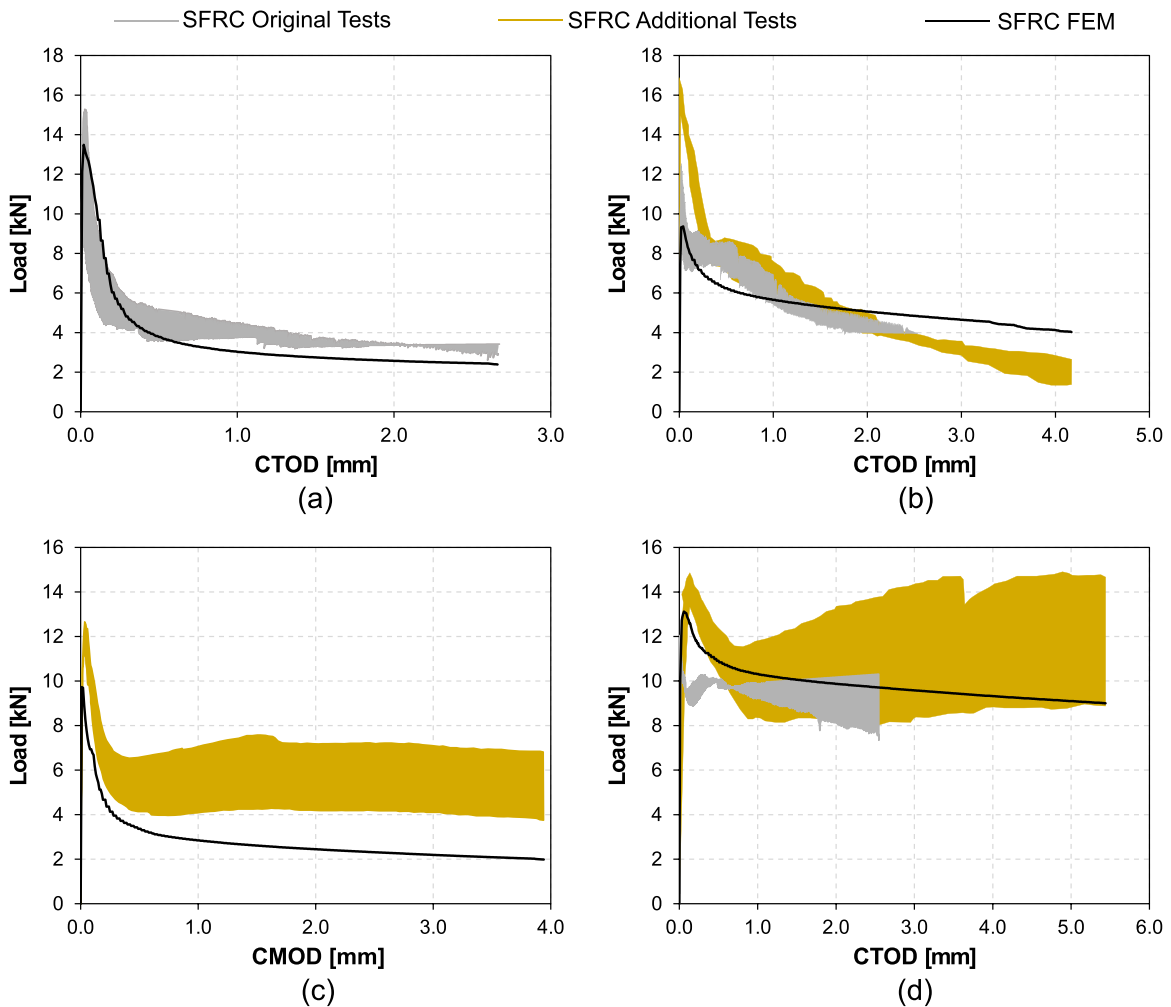 SFRC Original Tests SFRC Additional Tests SFRC FEM
18
16
14
12
10
8
6
4
2
0
Load [kN]
0.0 1.0 2.0 3.0
CTOD [mm]
(a)
18
16
14
12
10
8
6
4
2
0
Load [kN]
0.0 1.0 2.0 3.0 4.0 5.0
CTOD [mm]
(b)
16
14
12
10
8
6
4
2
0
Load [kN]
0.0 1.0 2.0 3.0 4.0
CMOD [mm]
(c)
16
14
12
10
8
6
4
2
0
Load [kN]
0.0 1.0 2.0 3.0 4.0 5.0 6.0
CTOD [mm]
(d)